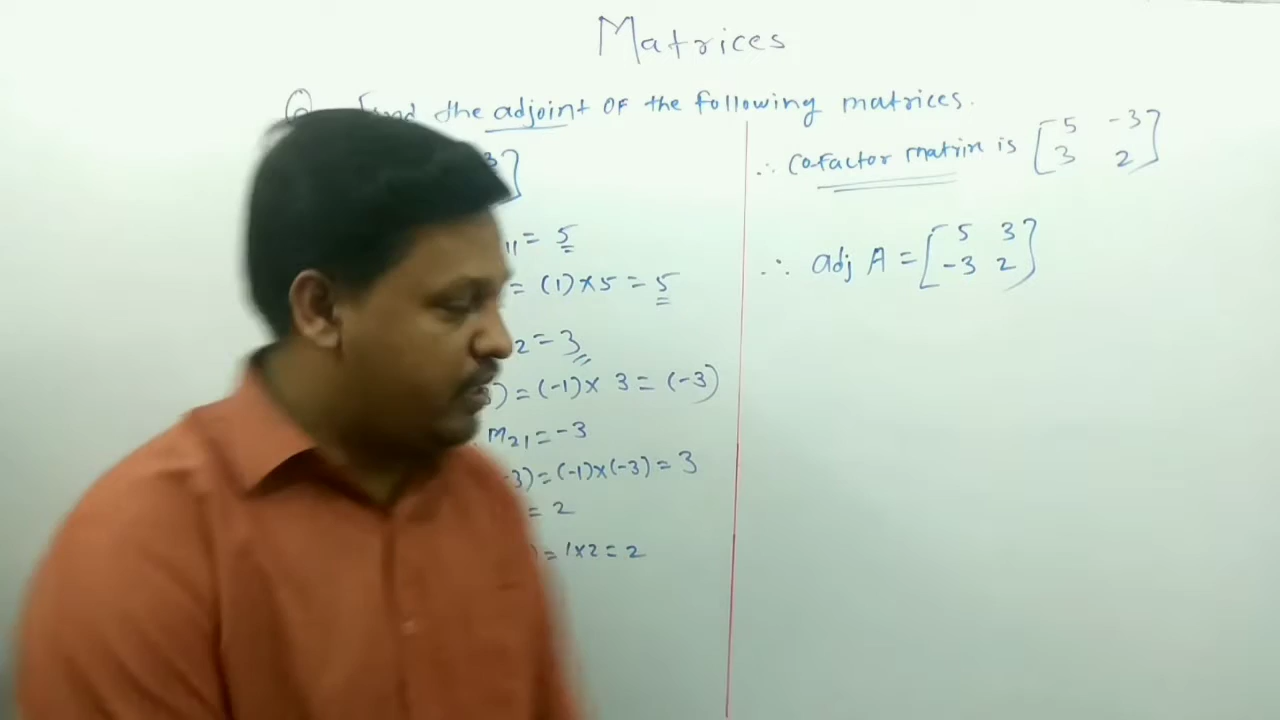 Matrices
the adjoint of the following matrices.
= 5
= (1)×5 = 5
2 = 3
) = (-1)× 3 = (-3)
M21 = -3
-3) = (-1)×(-3) = 3
= 2
) = 1×2 = 2
∴ cofactor matrix is [5 -3
3 2]
∴ adj A = [5 3
-3 2]